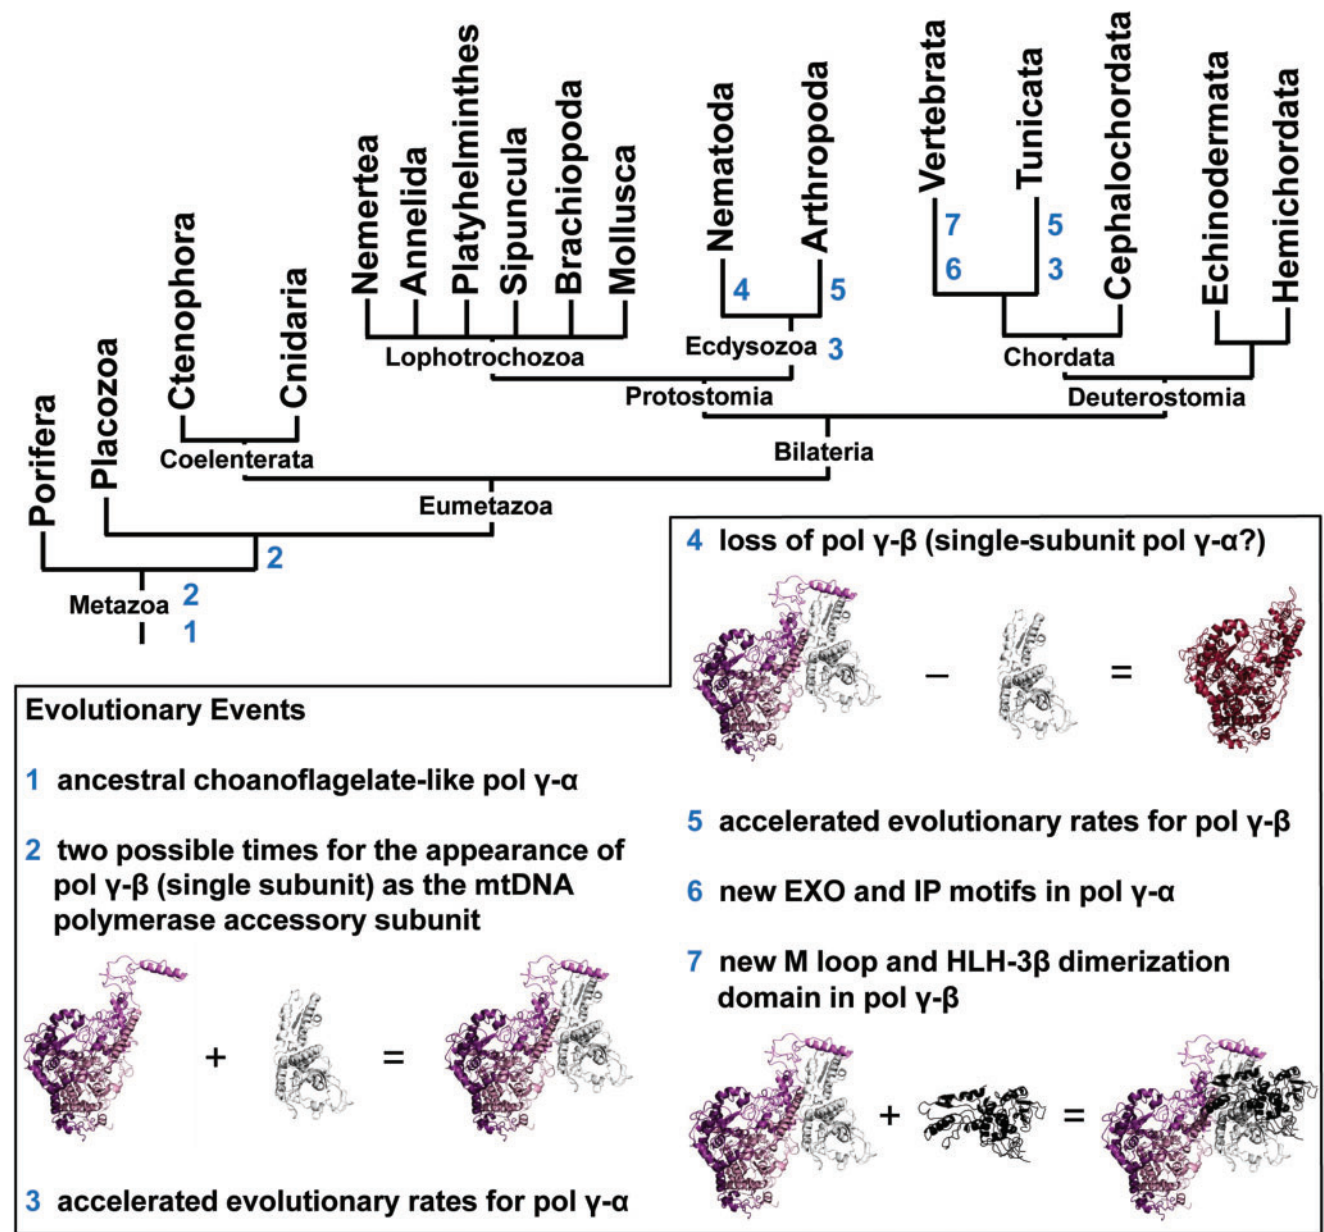 Porifera
Placozoa
Ctenophora
Cnidaria
Nemertea
Annelida
Platyhelminthes
Sipuncula
Brachiopoda
Mollusca
Nematoda
Arthropoda
Vertebrata
Tunicata
Cephalochordata
Echinodermata
Hemichordata
7
6
5
3
4
5
Lophotrochozoa
Ecdysozoa 3
Chordata
Protostomia
Deuterostomia
Coelenterata
Bilateria
Eumetazoa
2
Metazoa 2
1
Evolutionary Events
1 ancestral choanoflagelate-like pol γ-α
2 two possible times for the appearance of
pol γ-β (single subunit) as the mtDNA
polymerase accessory subunit
+ =
3 accelerated evolutionary rates for pol γ-α
4 loss of pol γ-β (single-subunit pol γ-α?)
– =
5 accelerated evolutionary rates for pol γ-β
6 new EXO and IP motifs in pol γ-α
7 new M loop and HLH-3β dimerization
domain in pol γ-β
+ =